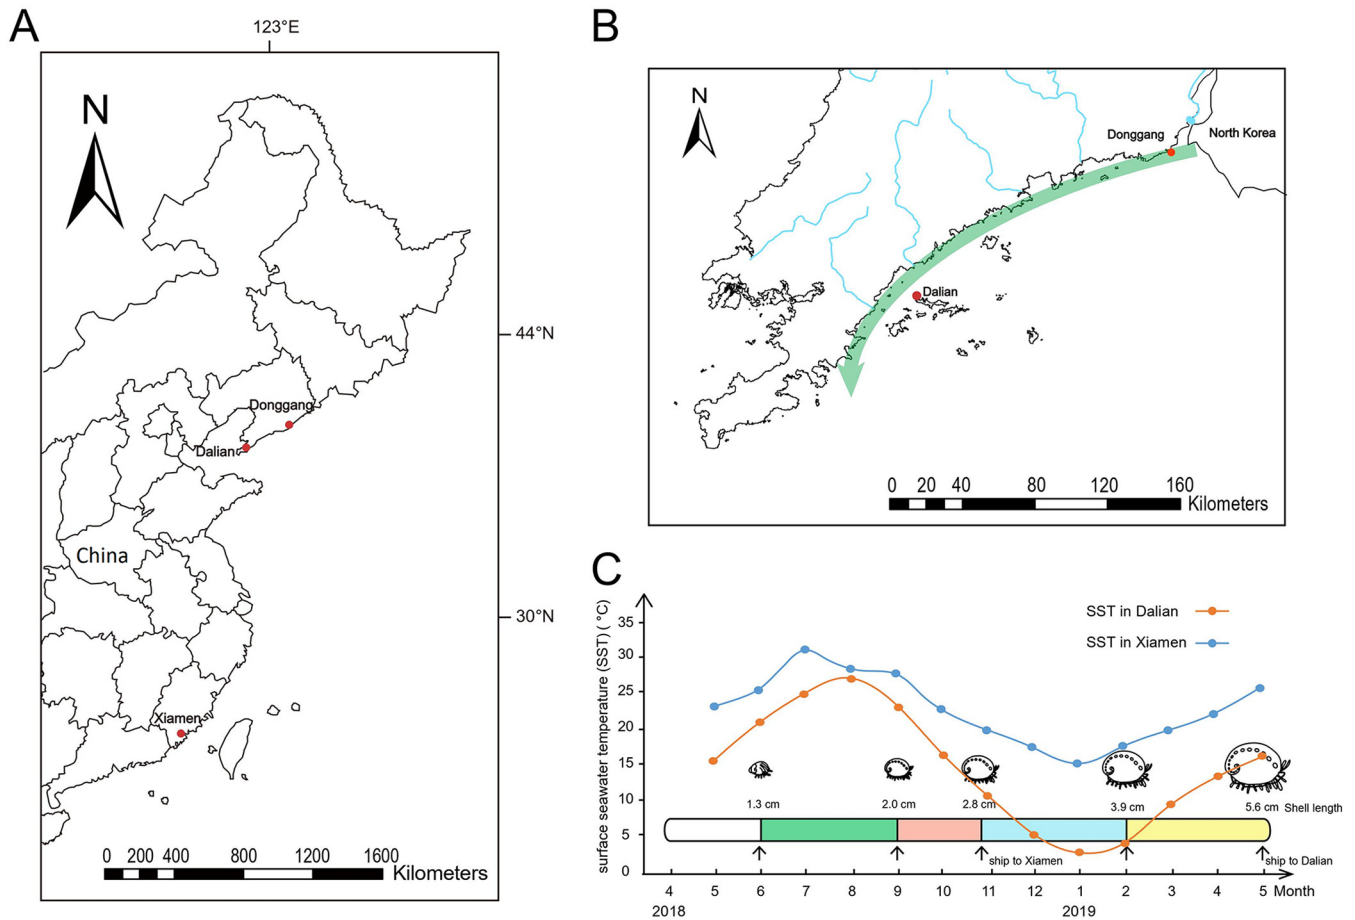 A
123°E
N
44°N
Donggang
Dalian
China
30°N
Xiamen
0 200 400 800 1200 1600 Kilometers
B
N
Donggang
North Korea
Dalian
0 20 40 80 120 160
Kilometers
C
surface seawater temperature (SST) ( °C)
35
30
25
20
15
10
5
0
SST in Dalian
SST in Xiamen
1.3 cm 2.0 cm 2.8 cm 3.9 cm 5.6 cm Shell length
ship to Xiamen ship to Dalian
4 5 6 7 8 9 10 11 12 1 2 3 4 5 Month
2018 2019